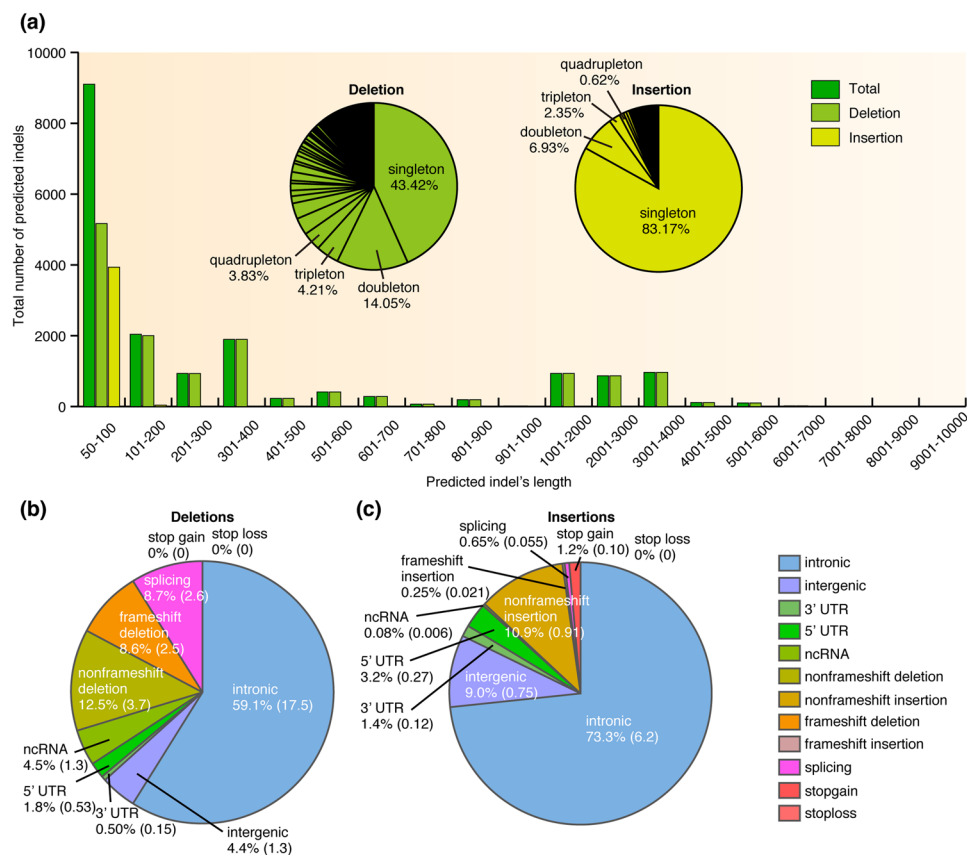 (a)
10000
8000
6000
4000
2000
0
Total number of predicted indels
Deletion
singleton
43.42%
quadrupleton
3.83%
tripleton
4.21%
doubleton
14.05%
quadrupleton
0.62%
Insertion
tripleton
2.35%
doubleton
6.93%
singleton
83.17%
Total
Deletion
Insertion
50-100
101-200
201-300
301-400
401-500
501-600
601-700
701-800
801-900
901-1000
1001-2000
2001-3000
3001-4000
4001-5000
5001-6000
6001-7000
7001-8000
8001-9000
9001-10000
Predicted indel's length
(b)
Deletions
stop gain
0% (0)
stop loss
0% (0)
splicing
8.7% (2.6)
frameshift
deletion
8.6% (2.5)
nonframeshift
deletion
12.5% (3.7)
intronic
59.1% (17.5)
ncRNA
4.5% (1.3)
5' UTR
1.8% (0.53)
3' UTR
0.50% (0.15)
intergenic
4.4% (1.3)
(c)
Insertions
splicing
0.65% (0.055)
stop gain
1.2% (0.10)
stop loss
0% (0)
frameshift
insertion
0.25% (0.021)
nonframeshift
insertion
10.9% (0.91)
ncRNA
0.08% (0.006)
5' UTR
3.2% (0.27)
intergenic
9.0% (0.75)
3' UTR
1.4% (0.12)
intronic
73.3% (6.2)
intronic
intergenic
3' UTR
5' UTR
ncRNA
nonframeshift deletion
nonframeshift insertion
frameshift deletion
frameshift insertion
splicing
stopgain
stoploss